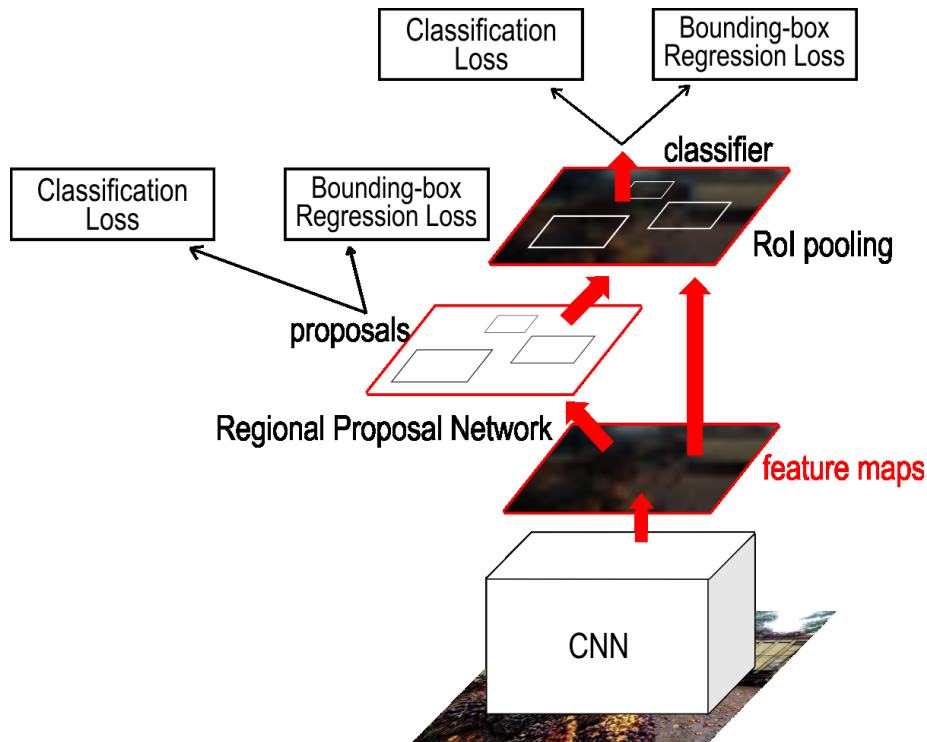 Classification
Loss
Bounding-box
Regression Loss
classifier
Classification
Loss
Bounding-box
Regression Loss
RoI pooling
proposals
Regional Proposal Network
feature maps
CNN